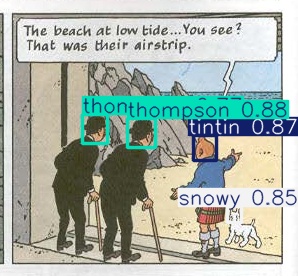 The beach at low tide...You see?
That was their airstrip.
thompson 0.88
tintin 0.87
snowy 0.85